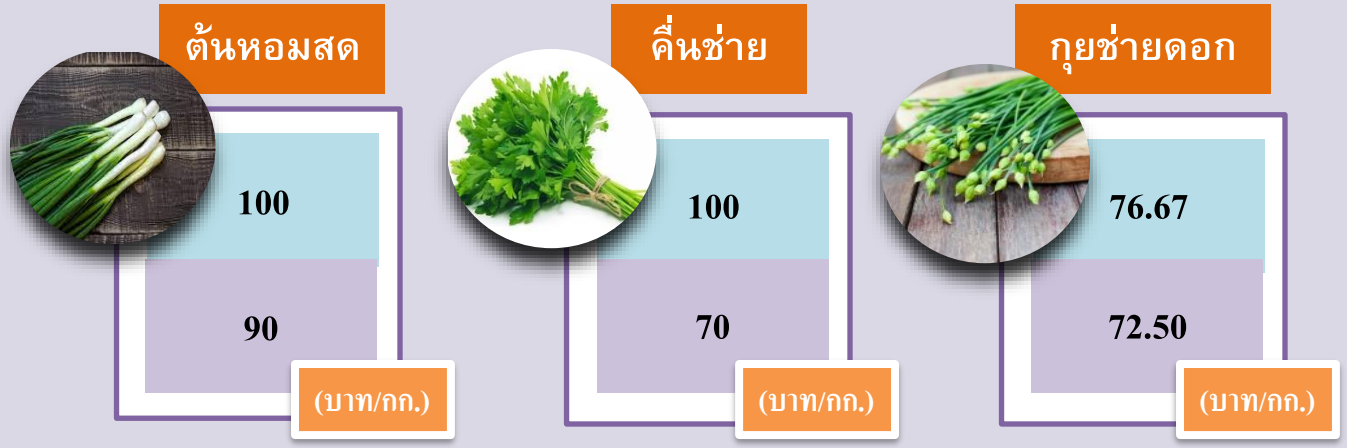 ต้นหอมสด
100
90
(บาท/กก.)
คื่นช่าย
100
70
(บาท/กก.)
กุยช่ายดอก
76.67
72.50
(บาท/กก.)